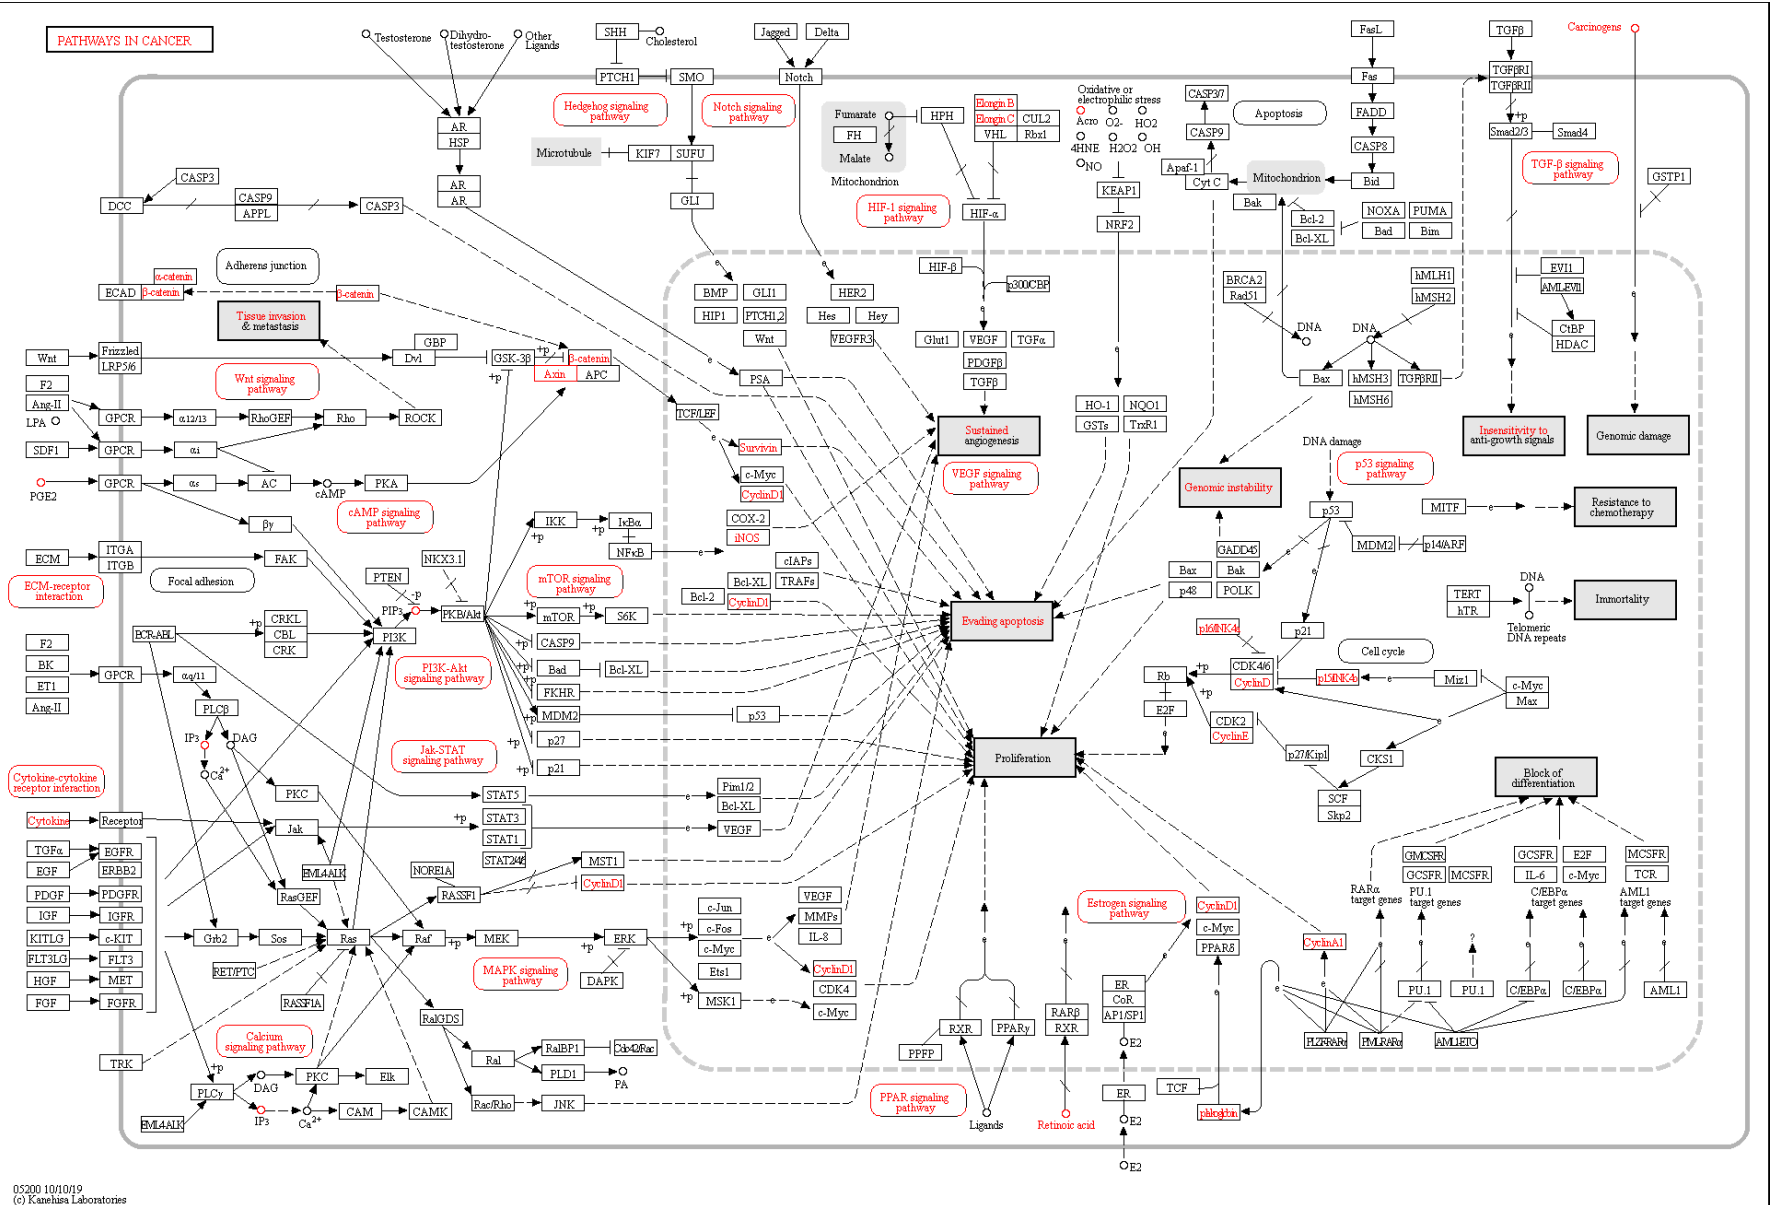 PATHWAYS IN CANCER
Testosterone
Dihydro-
testosterone
Other
Ligands
SHH
Cholesterol
PTCH1
SMO
Jagged
Delta
Notch
FasL
Fas
TGFβ
TGFβRI
TGFβRII
Carcinogens
Hedgehog signaling
pathway
Notch signaling
pathway
AR
HSP
AR
AR
Microtubule
KIF7
SUFU
GLI
Fumarate
FH
Malate
Mitochondrion
HPH
Elongin B
Elongin C
CUL2
VHL
Rbx1
HIF-1 signaling
pathway
HIF-α
Oxidative or
electrophilic stress
Acro
O2-
HO2
4HNE
H2O2
OH
NO
KEAP1
NRF2
CASP3/7
CASP9
Apaf-1
Cyt C
Apoptosis
Mitochondrion
FADD
CASP8
Bid
Bak
Bcl-2
Bcl-XL
NOXA
PUMA
Bad
Bim
+p
Smad2/3
Smad4
TGF-β signaling
pathway
GSTP1
CASP3
DCC
CASP9
APPL
CASP3
Adherens junction
α-catenin
ECAD
β-catenin
β-catenin
Tissue invasion
& metastasis
Wnt
Frizzled
LRP5/6
Dvl
GBP
GSK-3β
+p
β-catenin
Axin
APC
+p
Wnt signaling
pathway
F2
Ang-II
LPA
GPCR
α12/13
RhoGEF
Rho
ROCK
SDF1
GPCR
αi
PGE2
GPCR
αs
AC
cAMP
PKA
cAMP signaling
pathway
βγ
ECM
ITGA
ITGB
FAK
Focal adhesion
ECM-receptor
interaction
PTEN
NKX3.1
PIP3
-p
PKB/Akt
PI3K
IKK
+p
IκBα
+p
NFκB
mTOR signaling
pathway
mTOR
+p
S6K
+p
CASP9
+p
Bad
Bcl-XL
+p
FKHR
+p
MDM2
p53
+p
p27
+p
p21
PI3K-Akt
signaling pathway
Jak-STAT
signaling pathway
BCR-ABL
+p
CRKL
CBL
CRK
F2
BK
ET1
Ang-II
GPCR
αq/11
PLCβ
IP3
DAG
Ca2+
PKC
Cytokine-cytokine
receptor interaction
Cytokine
Receptor
Jak
+p
STAT5
STAT3
STAT1
STAT2/4/6
e
Pim1/2
Bcl-XL
e
VEGF
TGFα
EGF
EGFR
ERBB2
PDGF
PDGFR
IGF
IGFR
KITLG
c-KIT
FLT3LG
FLT3
HGF
MET
FGF
FGFR
TRK
EML4ALK
RasGEF
Grb2
Sos
Ras
Raf
RET/PTC
RASSF1A
NORE1A
RASSF1
MST1
CyclinD1
+p
MEK
+p
ERK
DAPK
MAPK signaling
pathway
Calcium
signaling pathway
+p
PLCγ
EML4ALK
DAG
IP3
PKC
Ca2+
Elk
CAM
CAMK
RalGDS
Ral
RalBP1
Cdc42/Rac
PLD1
PA
Rac/Rho
JNK
BMP
GLI1
HIP1
PTCH1,2
Wnt
HER2
Hes
Hey
VEGFR3
HIF-β
p300/CBP
e
Glut1
VEGF
TGFα
PDGFβ
TGFβ
Sustained
angiogenesis
VEGF signaling
pathway
PSA
TCF/LEF
e
Survivin
c-Myc
CyclinD1
COX-2
iNOS
cIAPs
TRAFs
Bcl-XL
Bcl-2
CyclinD1
HO-1
NQO1
GSTs
TrxR1
Evading apoptosis
Proliferation
+p
c-Jun
c-Fos
c-Myc
Ets1
e
VEGF
MMPs
IL-8
CyclinD1
CDK4
+p
MSK1
e
c-Myc
BRCA2
Rad51
DNA
hMLH1
hMSH2
DNA
Bax
hMSH3
TGFβRII
hMSH6
EVI1
AML-EVI1
CtBP
HDAC
Insensitivity to
anti-growth signals
Genomic damage
Genomic instability
DNA damage
p53 signaling
pathway
p53
MDM2
p14/ARF
GADD45
Bax
Bak
p48
POLK
MITF
e
Resistance to
chemotherapy
TERT
hTR
DNA
Telomeric
DNA repeats
Immortality
p21
p16/INK4a
CDK4/6
CyclinD
Cell cycle
p15/INK4b
Miz1
c-Myc
Max
Rb
+p
E2F
CDK2
CyclinE
+p
p27/Kip1
CKS1
SCF
Skp2
Block of
differentiation
Estrogen signaling
pathway
CyclinD1
c-Myc
PPARδ
CyclinA1
RARα
target genes
GMCSFR
GCSFR
MCSFR
PU.1
target genes
GCSFR
E2F
IL-6
c-Myc
C/EBPα
target genes
MCSFR
TCR
AML1
target genes
?
PU.1
PU.1
C/EBPα
C/EBPα
AML1
PLZF-RARα
PML-RARα
AML1-ETO
RXR
PPARγ
PPFP
RARβ
RXR
ER
CoR
AP1/SP1
E2
ER
E2
E2
TCF
PPAR signaling
pathway
Ligands
Retinoic acid
05200 10/10/19
(c) Kanehisa Laboratories